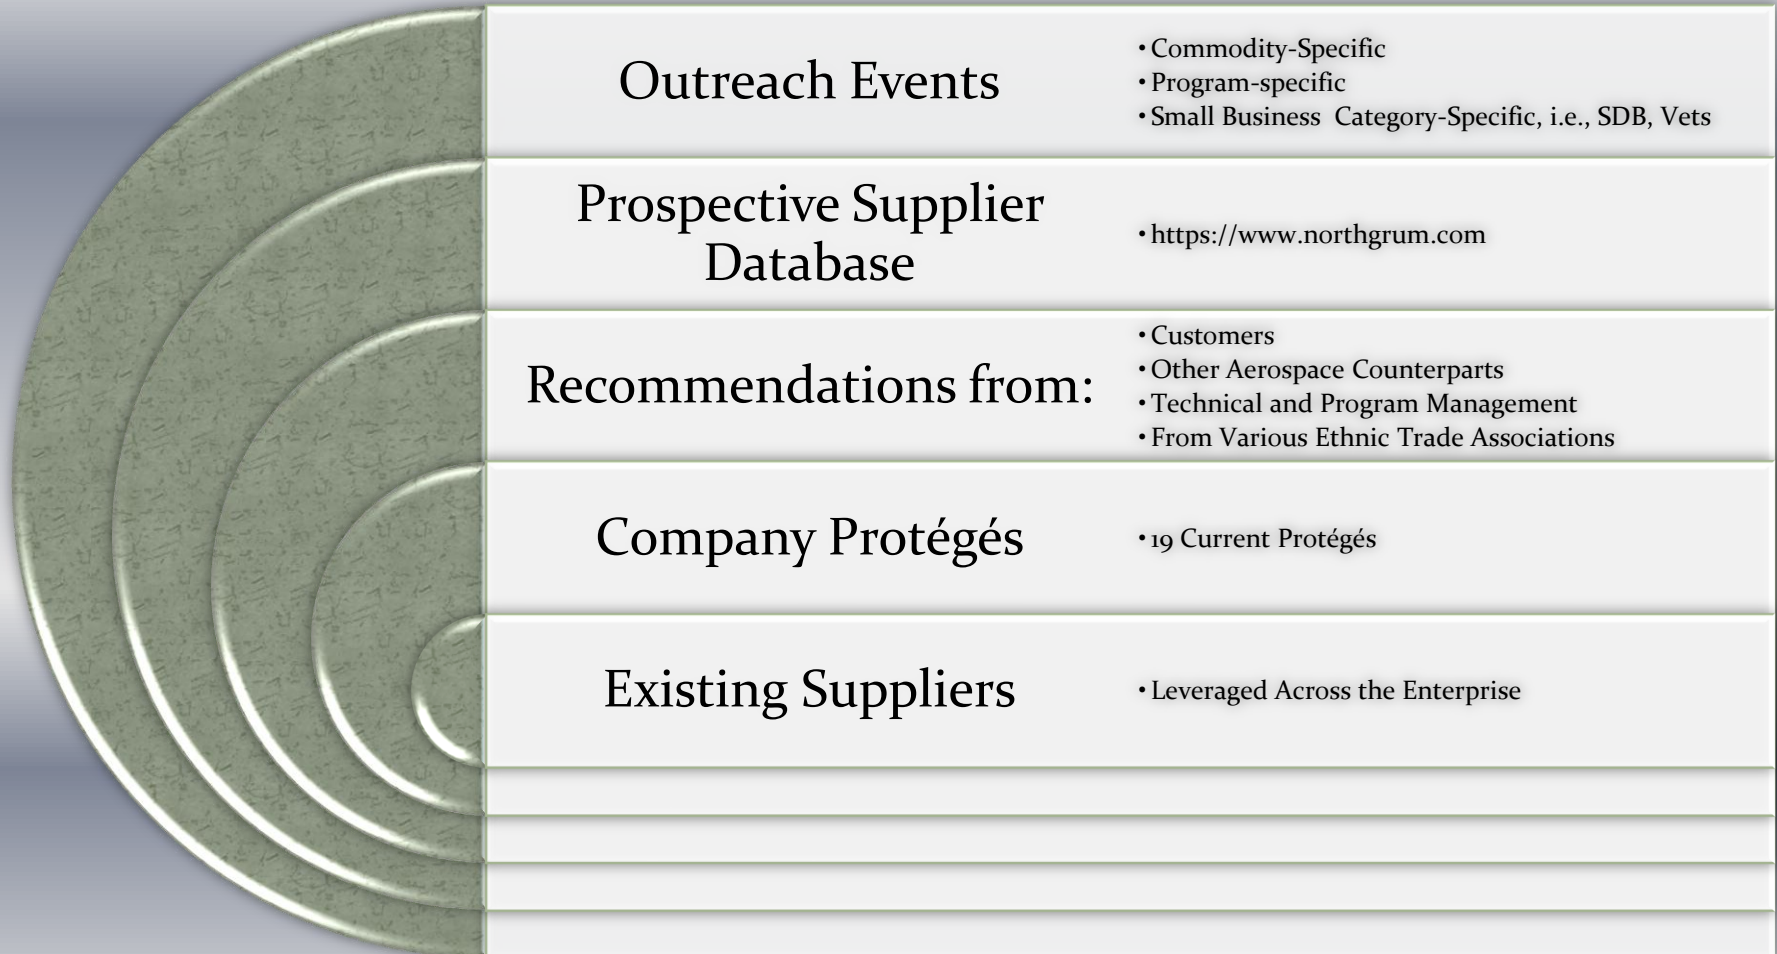 Outreach Events
• Commodity-Specific
• Program-specific
• Small Business  Category-Specific, i.e., SDB, Vets
Prospective Supplier
Database
• https://www.northgrum.com
Recommendations from:
• Customers
• Other Aerospace Counterparts
• Technical and Program Management
• From Various Ethnic Trade Associations
Company Protégés
• 19 Current Protégés
Existing Suppliers
• Leveraged Across the Enterprise